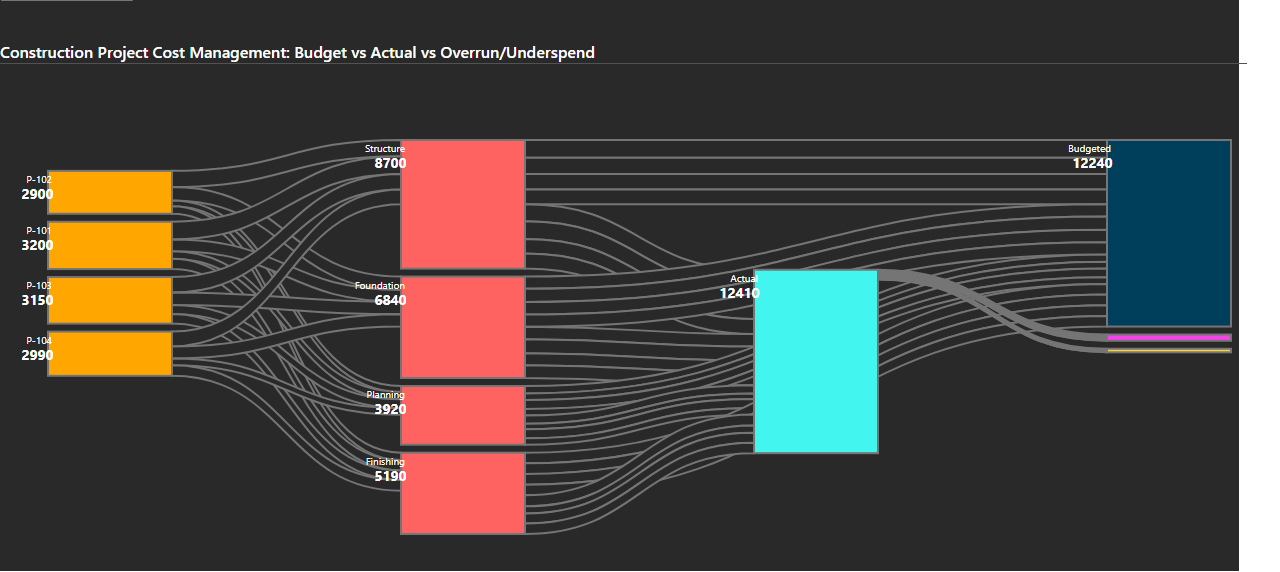 Construction Project Cost Management: Budget vs Actual vs Overrun/Underspend
P-102
2900
P-101
3200
P-103
3150
P-104
2990
Structure
8700
Foundation
6840
Planning
3920
Finishing
5190
Actual
12410
Budgeted
12240